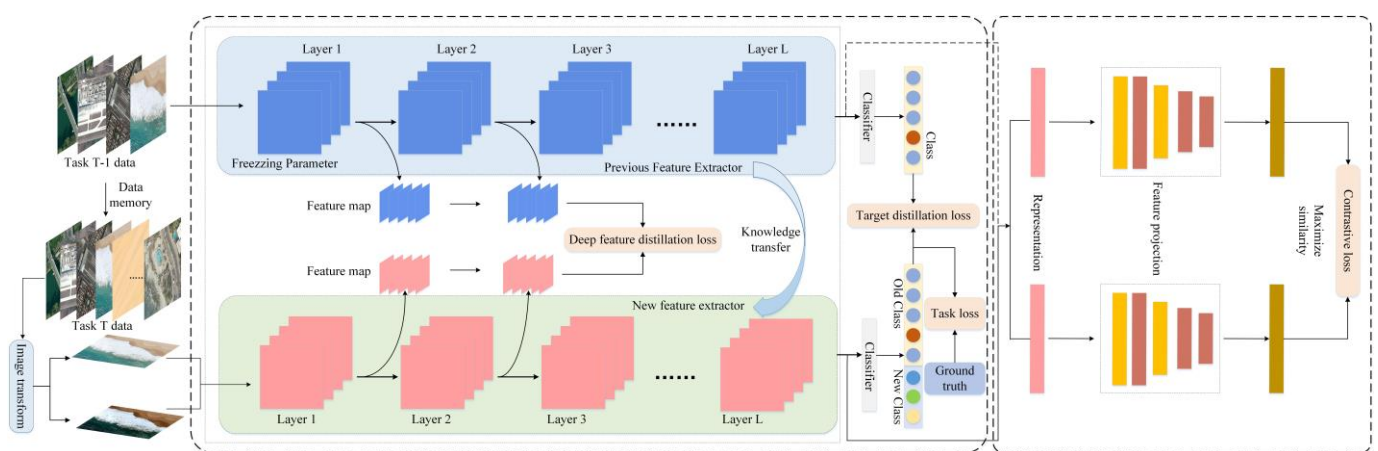 Layer 1
Layer 2
Layer 3
Layer L
......
Freezzing Parameter
Previous Feature Extractor
Task T-1 data
Data
memory
......
Task T data
Image transform
Feature map
Feature map
Deep feature distillation loss
Knowledge
transfer
New feature extractor
......
Layer 1
Layer 2
Layer 3
Layer L
Classifier
Class
Target distillation loss
Old Class
Task loss
Classifier
New Class
Ground
truth
Representation
Feature projection
Maximize
similarity
Contrastive loss